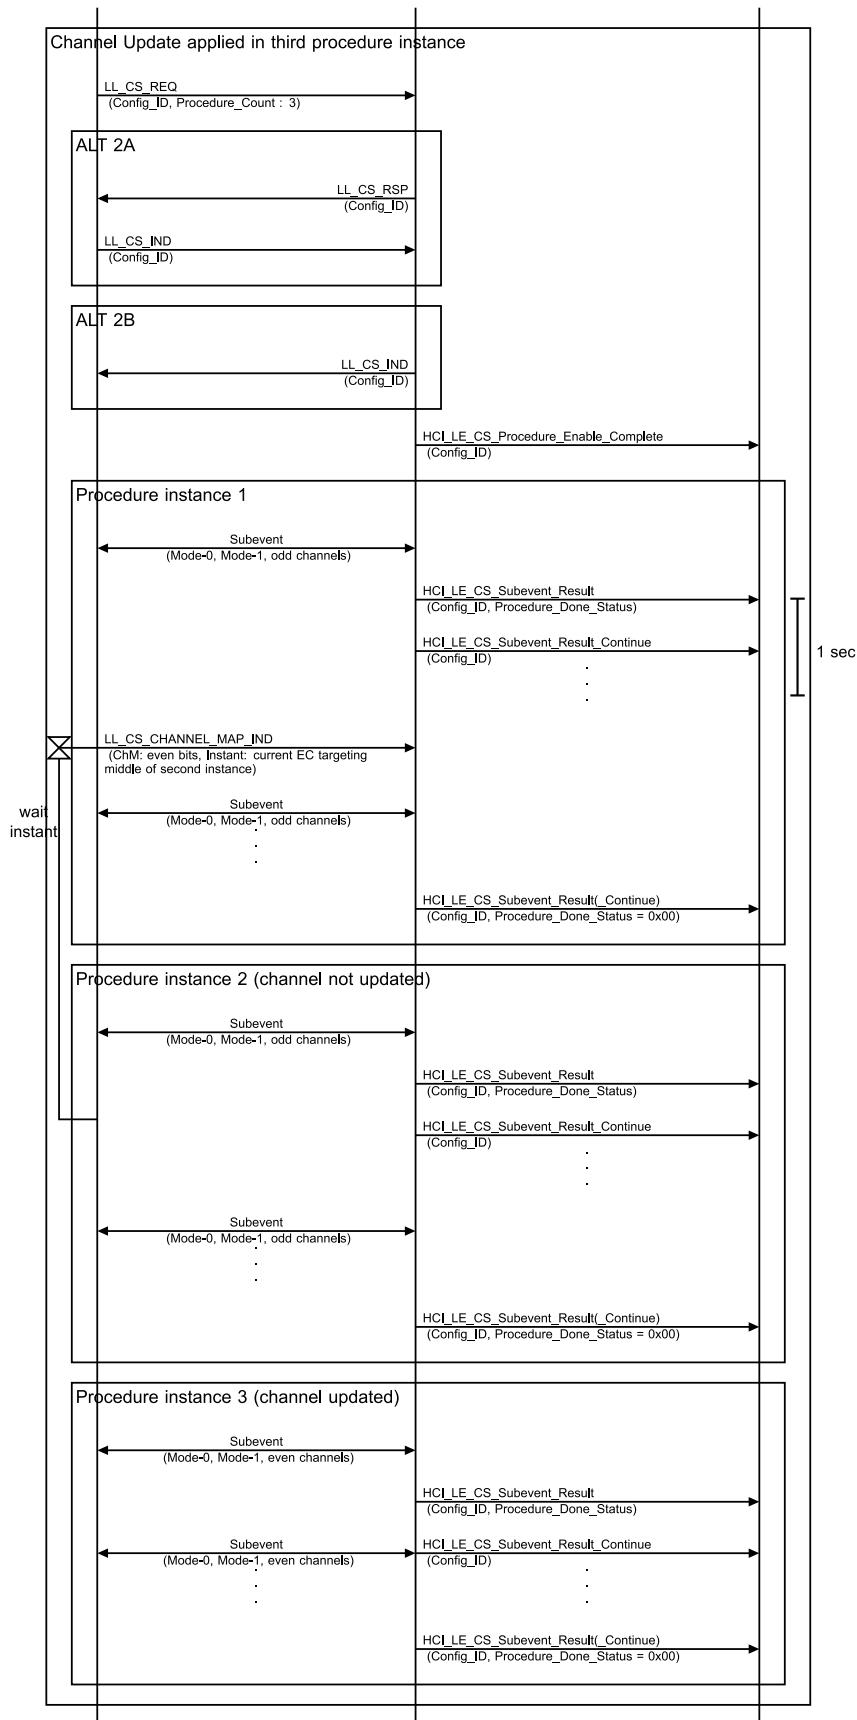 Channel Update applied in third procedure instance
LL_CS_REQ
(Config_ID, Procedure_Count : 3)
ALT 2A
LL_CS_RSP
(Config_ID)
LL_CS_IND
(Config_ID)
ALT 2B
LL_CS_IND
(Config_ID)
HCI_LE_CS_Procedure_Enable_Complete
(Config_ID)
Procedure instance 1
Subevent
(Mode-0, Mode-1, odd channels)
HCI_LE_CS_Subevent_Result
(Config_ID, Procedure_Done_Status)
HCI_LE_CS_Subevent_Result_Continue
(Config_ID)
1 sec
LL_CS_CHANNEL_MAP_IND
(ChM: even bits, Instant: current EC targeting
middle of second instance)
wait
instant
Subevent
(Mode-0, Mode-1, odd channels)
HCI_LE_CS_Subevent_Result(_Continue)
(Config_ID, Procedure_Done_Status = 0x00)
Procedure instance 2 (channel not updated)
Subevent
(Mode-0, Mode-1, odd channels)
HCI_LE_CS_Subevent_Result
(Config_ID, Procedure_Done_Status)
HCI_LE_CS_Subevent_Result_Continue
(Config_ID)
Subevent
(Mode-0, Mode-1, odd channels)
HCI_LE_CS_Subevent_Result(_Continue)
(Config_ID, Procedure_Done_Status = 0x00)
Procedure instance 3 (channel updated)
Subevent
(Mode-0, Mode-1, even channels)
HCI_LE_CS_Subevent_Result
(Config_ID, Procedure_Done_Status)
Subevent
(Mode-0, Mode-1, even channels)
HCI_LE_CS_Subevent_Result_Continue
(Config_ID)
HCI_LE_CS_Subevent_Result(_Continue)
(Config_ID, Procedure_Done_Status = 0x00)